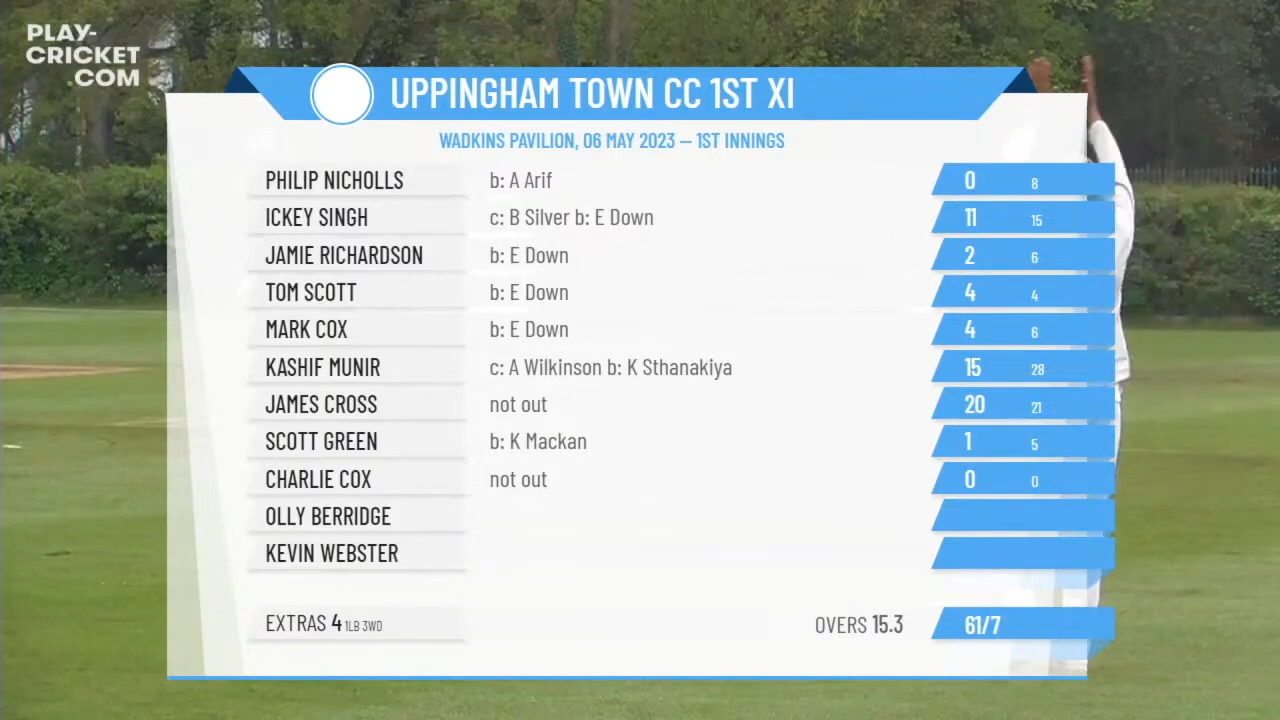 PLAY-
CRICKET
.COM
UPPINGHAM TOWN CC 1ST XI
WADKINS PAVILION, 06 MAY 2023 – 1ST INNINGS
PHILIP NICHOLLS b: A Arif 0 8
ICKEY SINGH c: B Silver b: E Down 11 15
JAMIE RICHARDSON b: E Down 2 6
TOM SCOTT b: E Down 4 4
MARK COX b: E Down 4 6
KASHIF MUNIR c: A Wilkinson b: K Sthanakiya 15 28
JAMES CROSS not out 20 21
SCOTT GREEN b: K Mackan 1 5
CHARLIE COX not out 0 0
OLLY BERRIDGE
KEVIN WEBSTER
EXTRAS 4 1LB 3WD OVERS 15.3 61/7